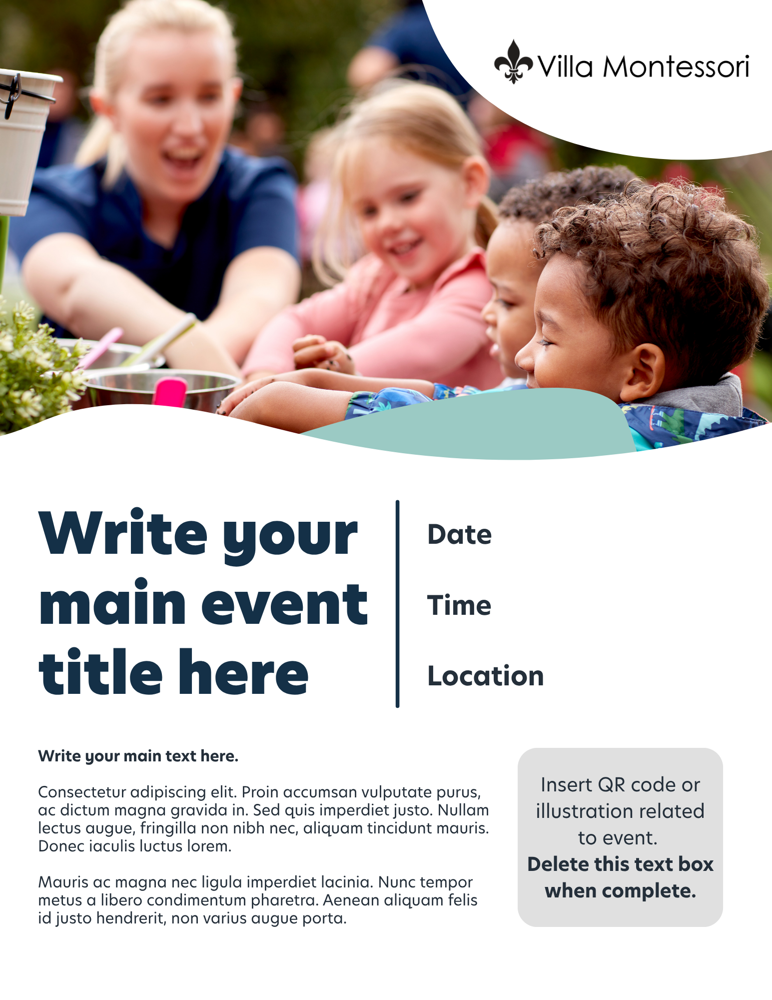 Villa Montessori
Write your
main event
title here
Date
Time
Location
Write your main text here.
Consectetur adipiscing elit. Proin accumsan vulputate purus,
ac dictum magna gravida in. Sed quis imperdiet justo. Nullam
lectus augue, fringilla non nibh nec, aliquam tincidunt mauris.
Donec iaculis luctus lorem.
Mauris ac magna nec ligula imperdiet lacinia. Nunc tempor
metus a libero condimentum pharetra. Aenean aliquam felis
id justo hendrerit, non varius augue porta.
Insert QR code or
illustration related
to event.
Delete this text box
when complete.